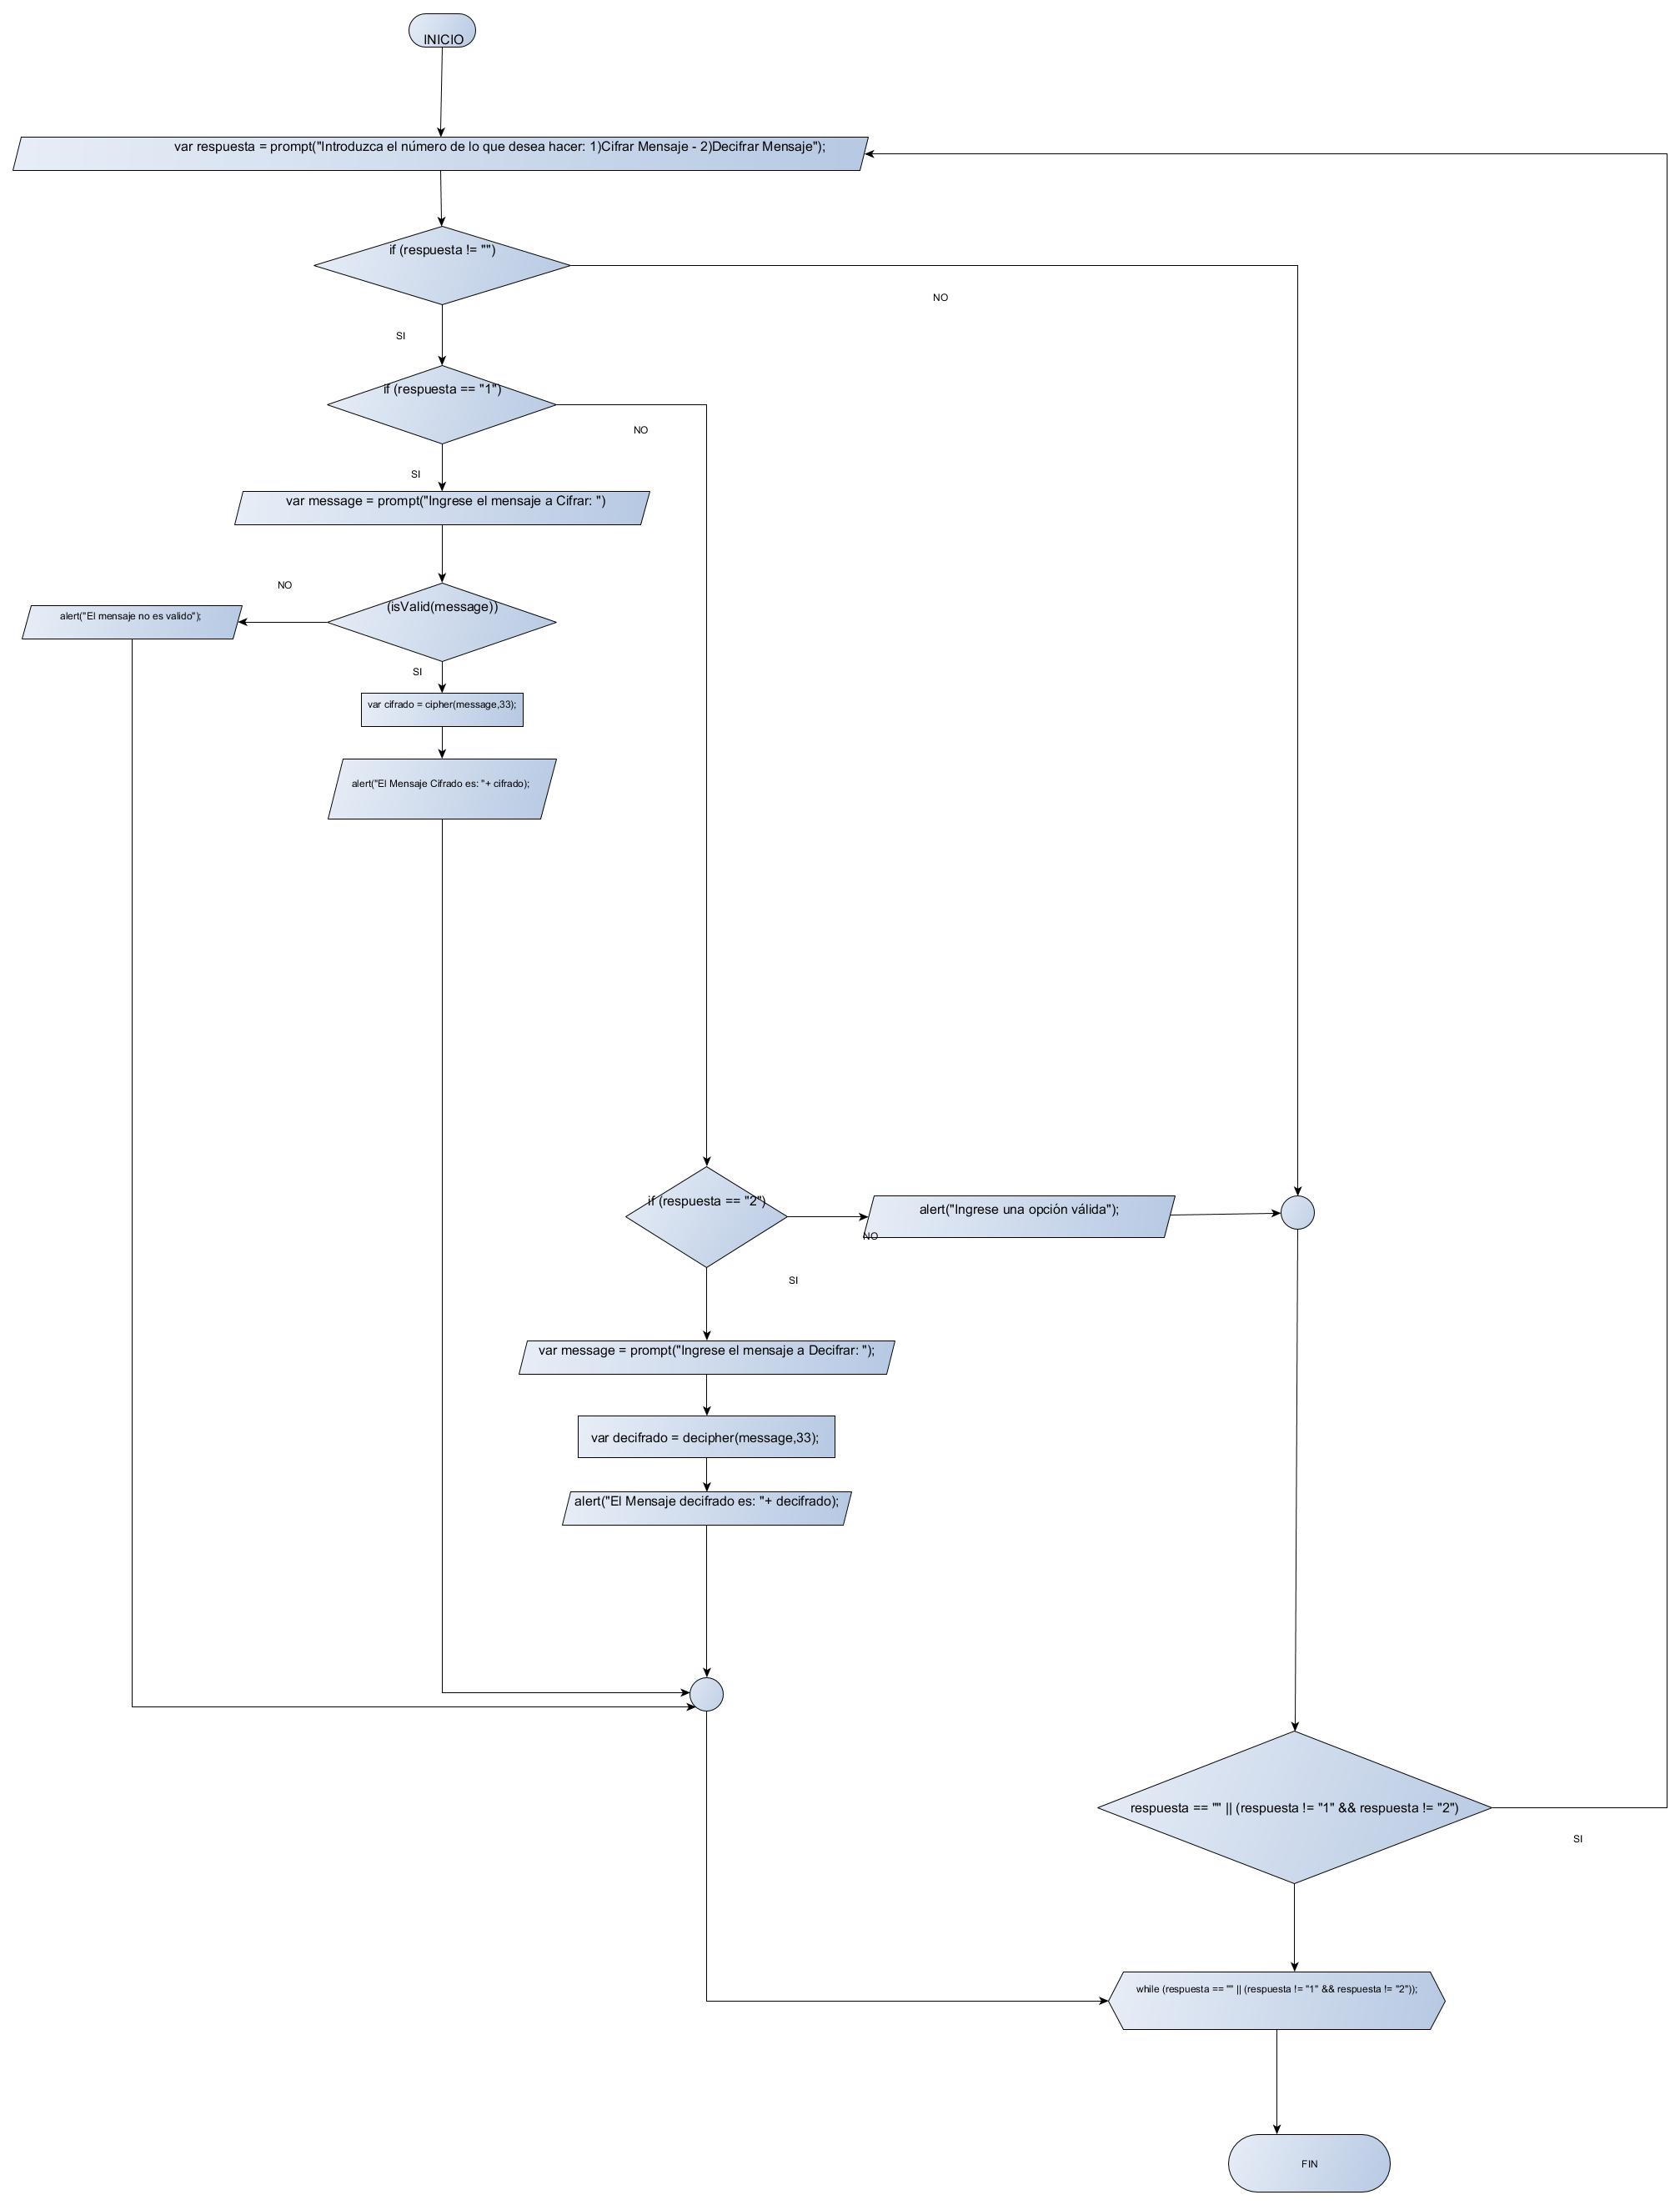 INICIO
var respuesta = prompt("Introduzca el número de lo que desea hacer: 1)Cifrar Mensaje - 2)Decifrar Mensaje");
if (respuesta != "")
NO
SI
if (respuesta == "1")
NO
SI
var message = prompt("Ingrese el mensaje a Cifrar: ")
NO
(isValid(message))
alert("El mensaje no es valido");
SI
var cifrado = cipher(message,33);
alert("El Mensaje Cifrado es: "+ cifrado);
if (respuesta == "2")
alert("Ingrese una opción válida");
NO
SI
var message = prompt("Ingrese el mensaje a Decifrar: ");
var decifrado = decipher(message,33);
alert("El Mensaje decifrado es: "+ decifrado);
respuesta == "" || (respuesta != "1" && respuesta != "2")
SI
while (respuesta == "" || (respuesta != "1" && respuesta != "2"));
FIN